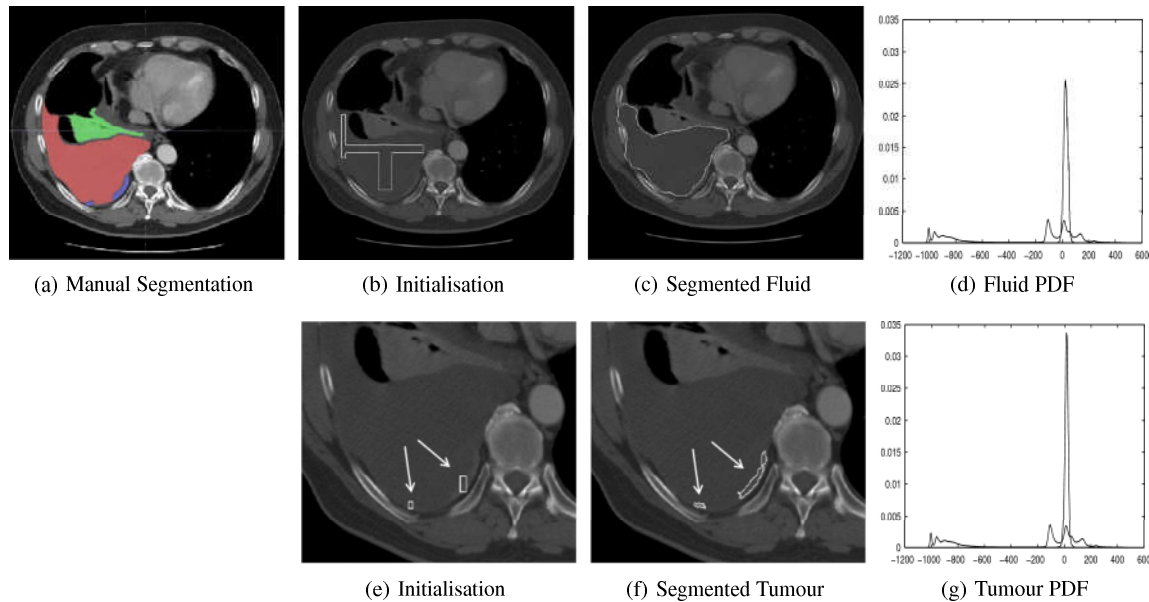 0.035
0.03
0.025
0.02
0.015
0.01
0.005
0
−1200 −1000 −800 −600 −400 −200 0 200 400 600
(a) Manual Segmentation
(b) Initialisation
(c) Segmented Fluid
(d) Fluid PDF
0.035
0.03
0.025
0.02
0.015
0.01
0.005
0
−1200 −1000 −800 −600 −400 −200 0 200 400 600
(e) Initialisation
(f) Segmented Tumour
(g) Tumour PDF